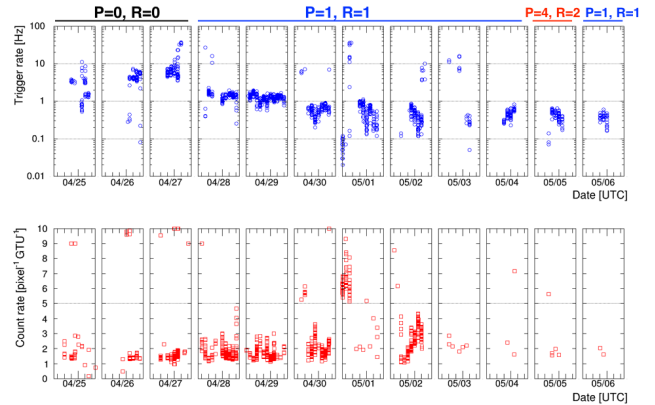 P=0, R=0 P=1, R=1 P=4, R=2 P=1, R=1
Trigger rate [Hz]
100
10
1
0.1
0.01
04/25 04/26 04/27 04/28 04/29 04/30 05/01 05/02 05/03 05/04 05/05 05/06
Date [UTC]
Count rate [pixel⁻¹ GTU⁻¹]
10
9
8
7
6
5
4
3
2
1
0
04/25 04/26 04/27 04/28 04/29 04/30 05/01 05/02 05/03 05/04 05/05 05/06
Date [UTC]